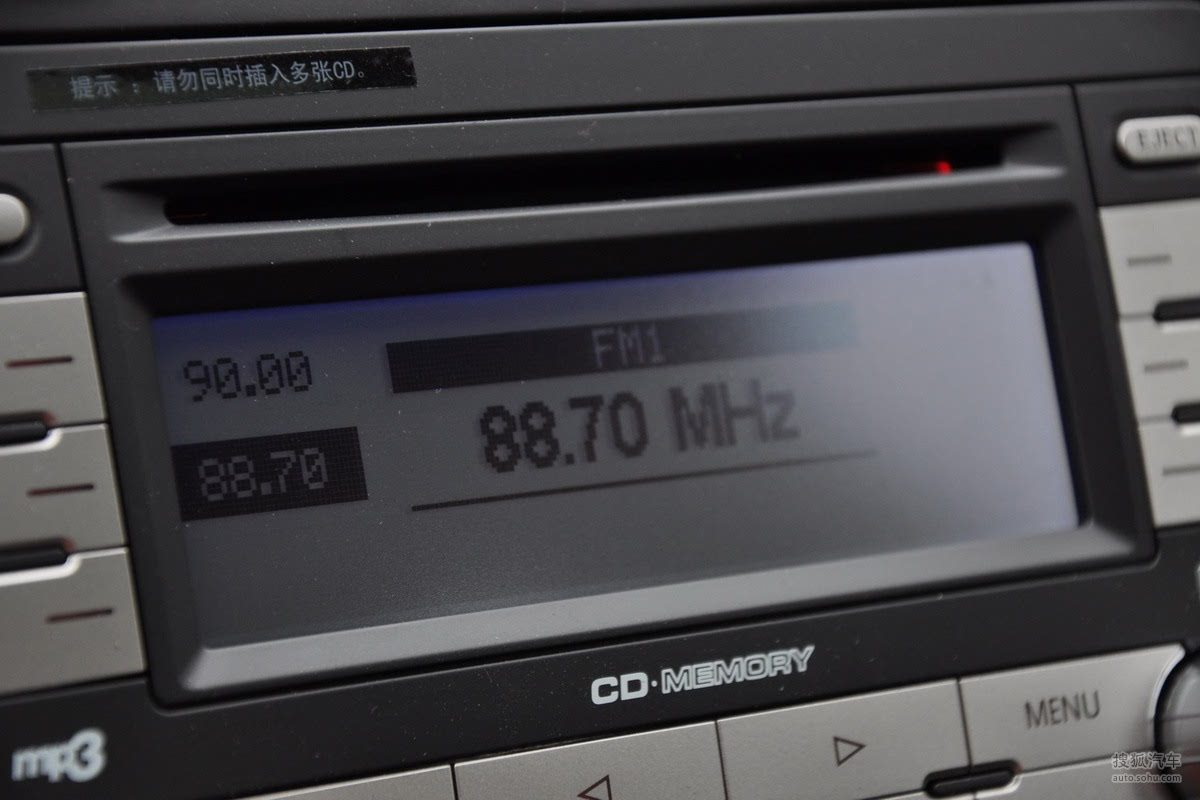 提示：请勿同时插入多张CD。
EJECT
90.00
FM1
88.70 MHz
88.70
CD·MEMORY
MENU
mp3
搜狐汽车
auto.sohu.com